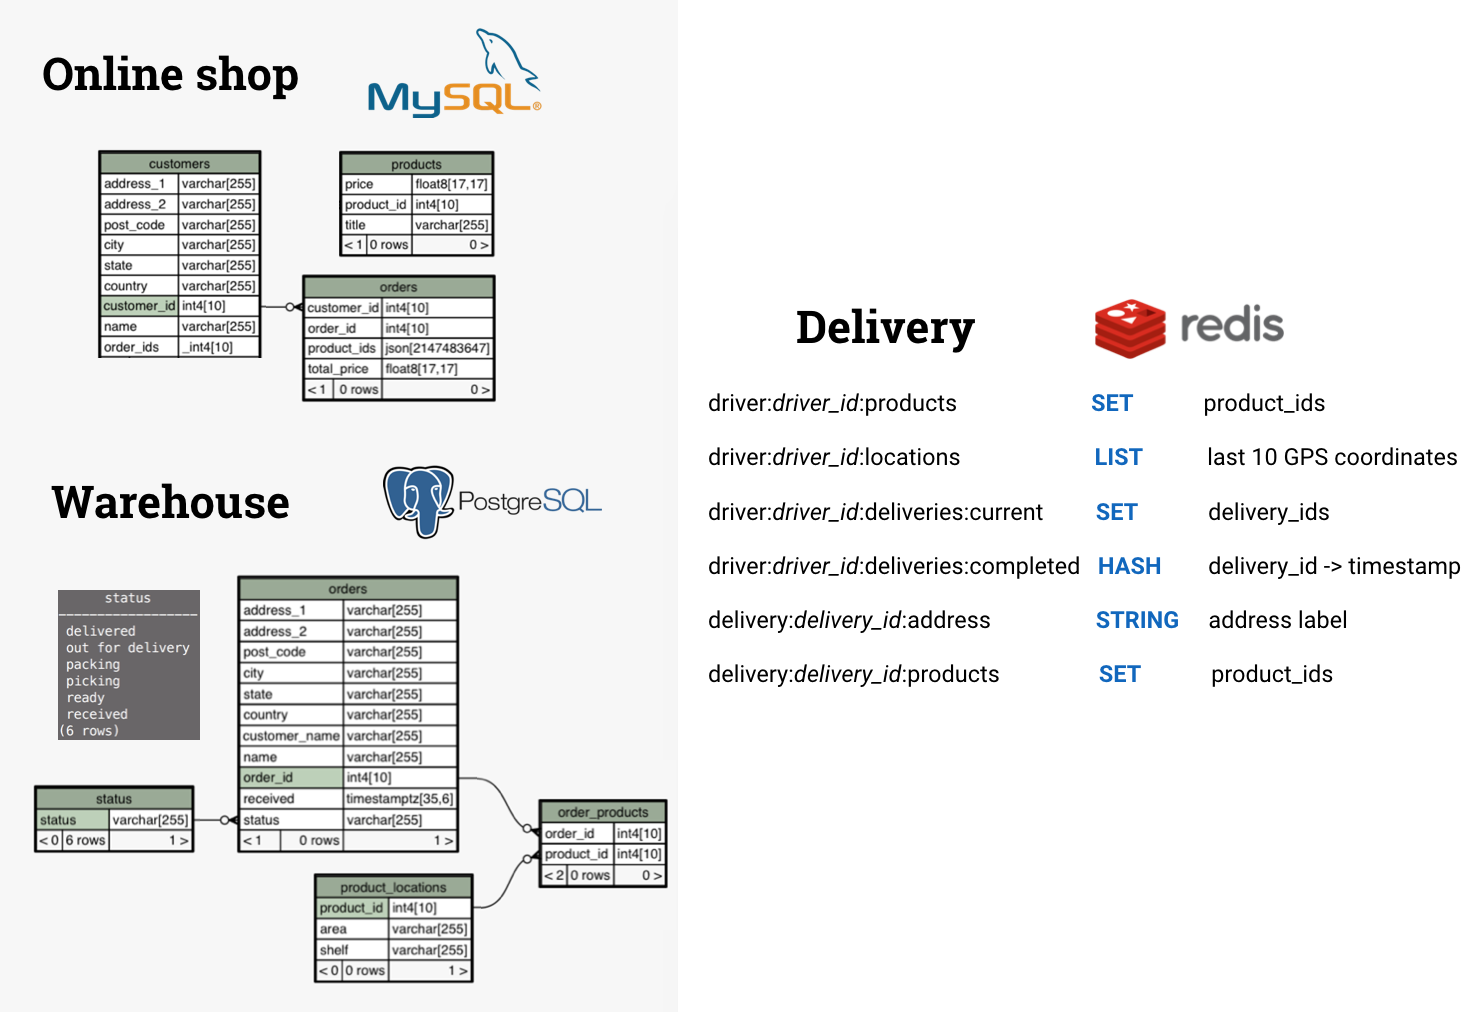 Online shop
MySQL®
customers
address_1 varchar[255]
address_2 varchar[255]
post_code varchar[255]
city varchar[255]
state varchar[255]
country varchar[255]
customer_id int4[10]
name varchar[255]
order_ids _int4[10]
products
price float8[17,17]
product_id int4[10]
title varchar[255]
< 1 0 rows 0 >
orders
customer_id int4[10]
order_id int4[10]
product_ids json[2147483647]
total_price float8[17,17]
< 1 0 rows 0 >
Warehouse
PostgreSQL
status
delivered
out for delivery
packing
picking
ready
received
(6 rows)
orders
address_1 varchar[255]
address_2 varchar[255]
post_code varchar[255]
city varchar[255]
state varchar[255]
country varchar[255]
customer_name varchar[255]
name varchar[255]
order_id int4[10]
received timestamptz[35,6]
status varchar[255]
< 1 0 rows 1 >
status
status varchar[255]
< 0 6 rows 1 >
order_products
order_id int4[10]
product_id int4[10]
< 2 0 rows 0 >
product_locations
product_id int4[10]
area varchar[255]
shelf varchar[255]
< 0 0 rows 1 >
Delivery
redis
driver:driver_id:products SET product_ids
driver:driver_id:locations LIST last 10 GPS coordinates
driver:driver_id:deliveries:current SET delivery_ids
driver:driver_id:deliveries:completed HASH delivery_id -> timestamp
delivery:delivery_id:address STRING address label
delivery:delivery_id:products SET product_ids